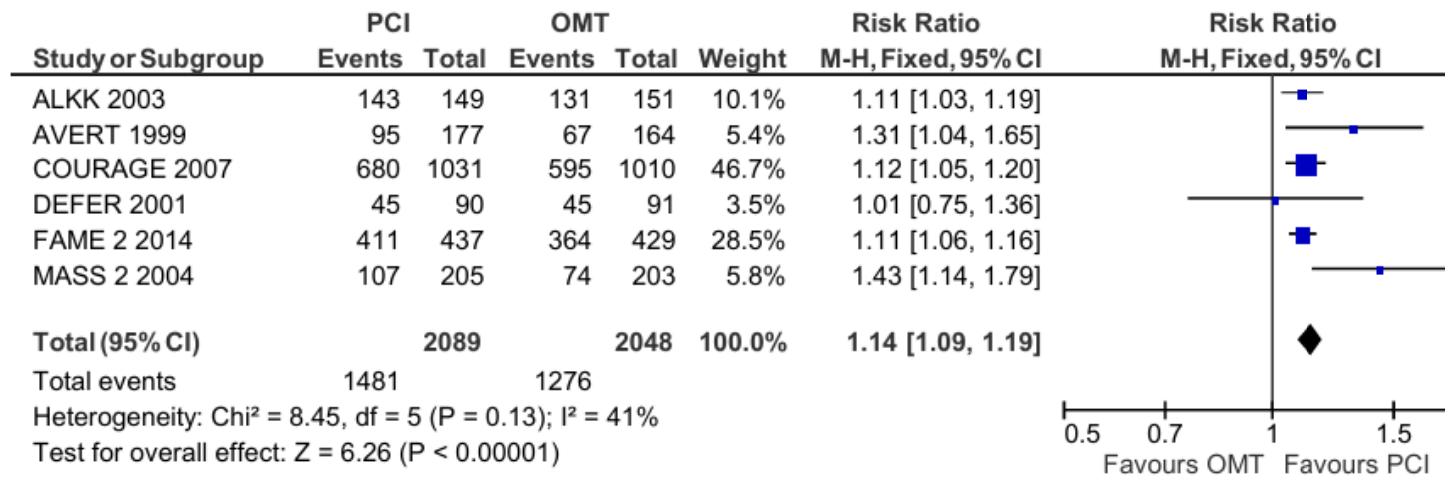 PCI OMT Risk Ratio Risk Ratio
Study or Subgroup Events Total Events Total Weight M-H, Fixed, 95% CI M-H, Fixed, 95% CI
ALKK 2003 143 149 131 151 10.1% 1.11 [1.03, 1.19]
AVERT 1999 95 177 67 164 5.4% 1.31 [1.04, 1.65]
COURAGE 2007 680 1031 595 1010 46.7% 1.12 [1.05, 1.20]
DEFER 2001 45 90 45 91 3.5% 1.01 [0.75, 1.36]
FAME 2 2014 411 437 364 429 28.5% 1.11 [1.06, 1.16]
MASS 2 2004 107 205 74 203 5.8% 1.43 [1.14, 1.79]
Total (95% CI) 2089 2048 100.0% 1.14 [1.09, 1.19]
Total events 1481 1276
Heterogeneity: Chi² = 8.45, df = 5 (P = 0.13); I² = 41%
Test for overall effect: Z = 6.26 (P < 0.00001)
0.5 0.7 1 1.5
Favours OMT Favours PCI